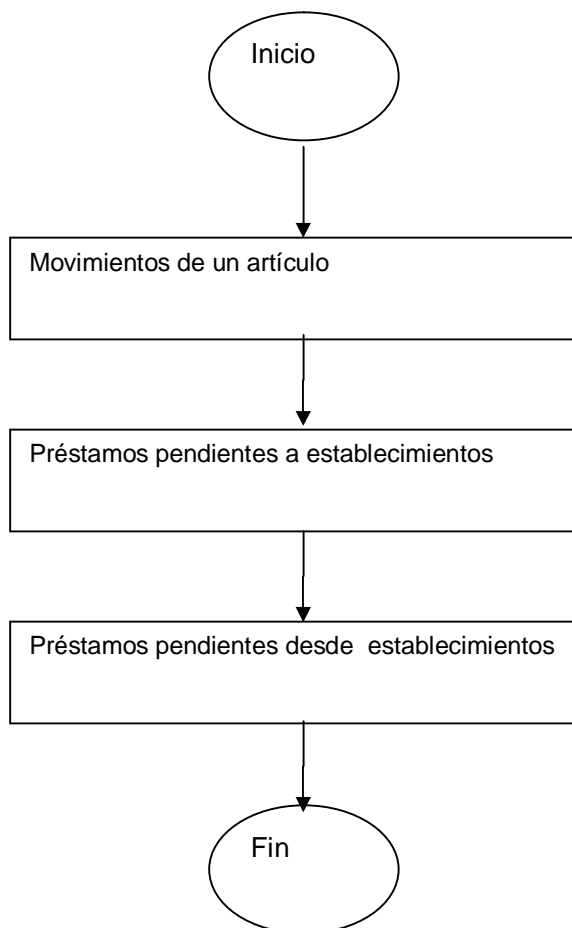 Inicio
Movimientos de un artículo
Préstamos pendientes a establecimientos
Préstamos pendientes desde  establecimientos
Fin